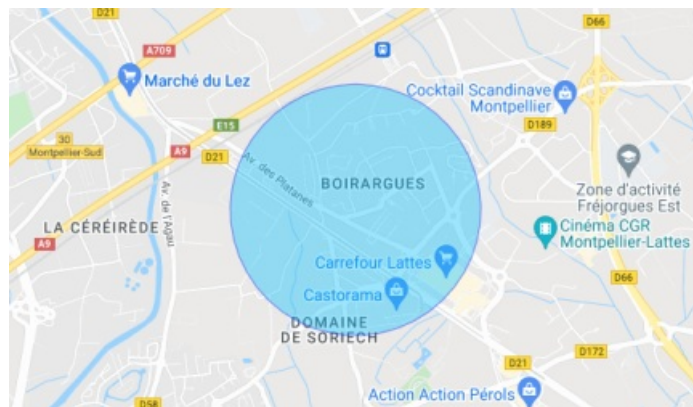 D21
D66
A709
Marché du Lez
Cocktail Scandinave
Montpellier
E15
D189
30
Montpellier-Sud
A9
D21
Av. des Platanes
BOIRARGUES
Zone d'activité
Fréjorgues Est
Av. de l'Agau
LA CÉRÉIRÈDE
Cinéma CGR
Montpellier-Lattes
A9
Carrefour Lattes
D66
Castorama
DOMAINE
DE SORIECH
D21
D172
Action Action Pérols
D58